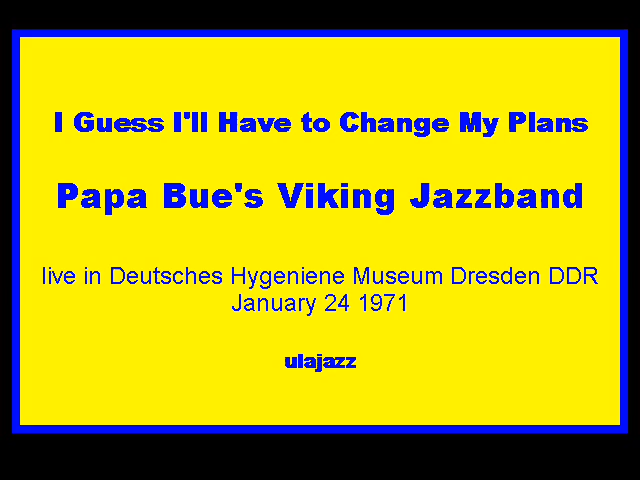 I Guess I'll Have to Change My Plans
Papa Bue's Viking Jazzband
live in Deutsches Hygeniene Museum Dresden DDR
January 24 1971
ulajazz